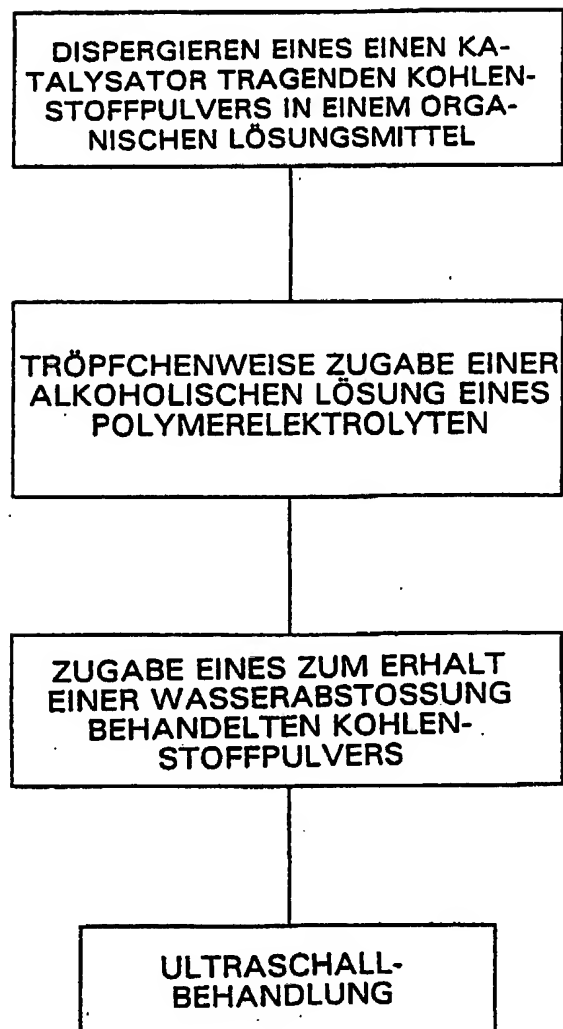 DISPERGIEREN EINES EINEN KA-
TALYSATOR TRAGENDEN KOHLEN-
STOFFPULVERS IN EINEM ORGA-
NISCHEN LÖSUNGSMITTEL
TRÖPFCHENWEISE ZUGABE EINER
ALKOHOLISCHEN LÖSUNG EINES
POLYMERELEKTROLYTEN
ZUGABE EINES ZUM ERHALT
EINER WASSERABSTOSSUNG
BEHANDELTEN KOHLEN-
STOFFPULVERS
ULTRASCHALL-
BEHANDLUNG